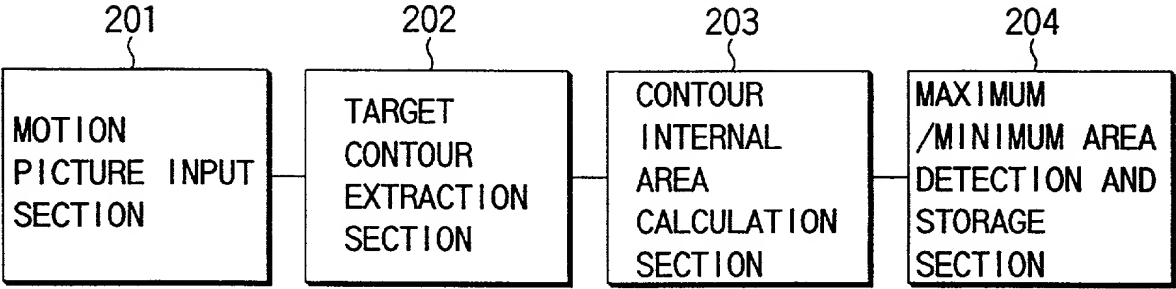 201
202
203
204
MOTION
PICTURE INPUT
SECTION
TARGET
CONTOUR
EXTRACTION
SECTION
CONTOUR
INTERNAL
AREA
CALCULATION
SECTION
MAXIMUM
/MINIMUM AREA
DETECTION AND
STORAGE
SECTION